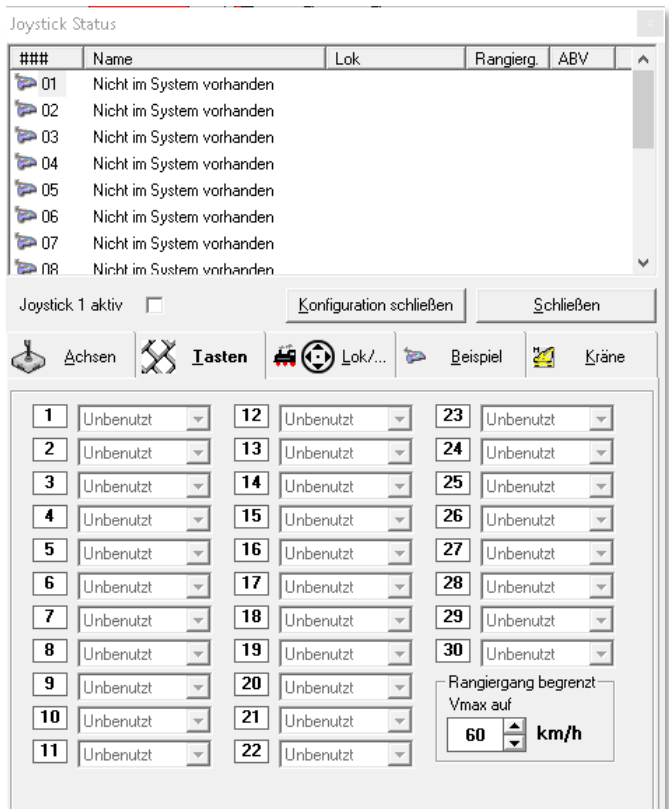 Joystick Status
### Name Lok Rangierg. ABV
01 Nicht im System vorhanden
02 Nicht im System vorhanden
03 Nicht im System vorhanden
04 Nicht im System vorhanden
05 Nicht im System vorhanden
06 Nicht im System vorhanden
07 Nicht im System vorhanden
08 Nicht im System vorhanden
Joystick 1 aktiv Konfiguration schließen Schließen
Achsen Tasten Lok/... Beispiel Kräne
1 Unbenutzt 12 Unbenutzt 23 Unbenutzt
2 Unbenutzt 13 Unbenutzt 24 Unbenutzt
3 Unbenutzt 14 Unbenutzt 25 Unbenutzt
4 Unbenutzt 15 Unbenutzt 26 Unbenutzt
5 Unbenutzt 16 Unbenutzt 27 Unbenutzt
6 Unbenutzt 17 Unbenutzt 28 Unbenutzt
7 Unbenutzt 18 Unbenutzt 29 Unbenutzt
8 Unbenutzt 19 Unbenutzt 30 Unbenutzt
9 Unbenutzt 20 Unbenutzt Rangiergang begrenzt
Vmax auf
10 Unbenutzt 21 Unbenutzt 60 km/h
11 Unbenutzt 22 Unbenutzt